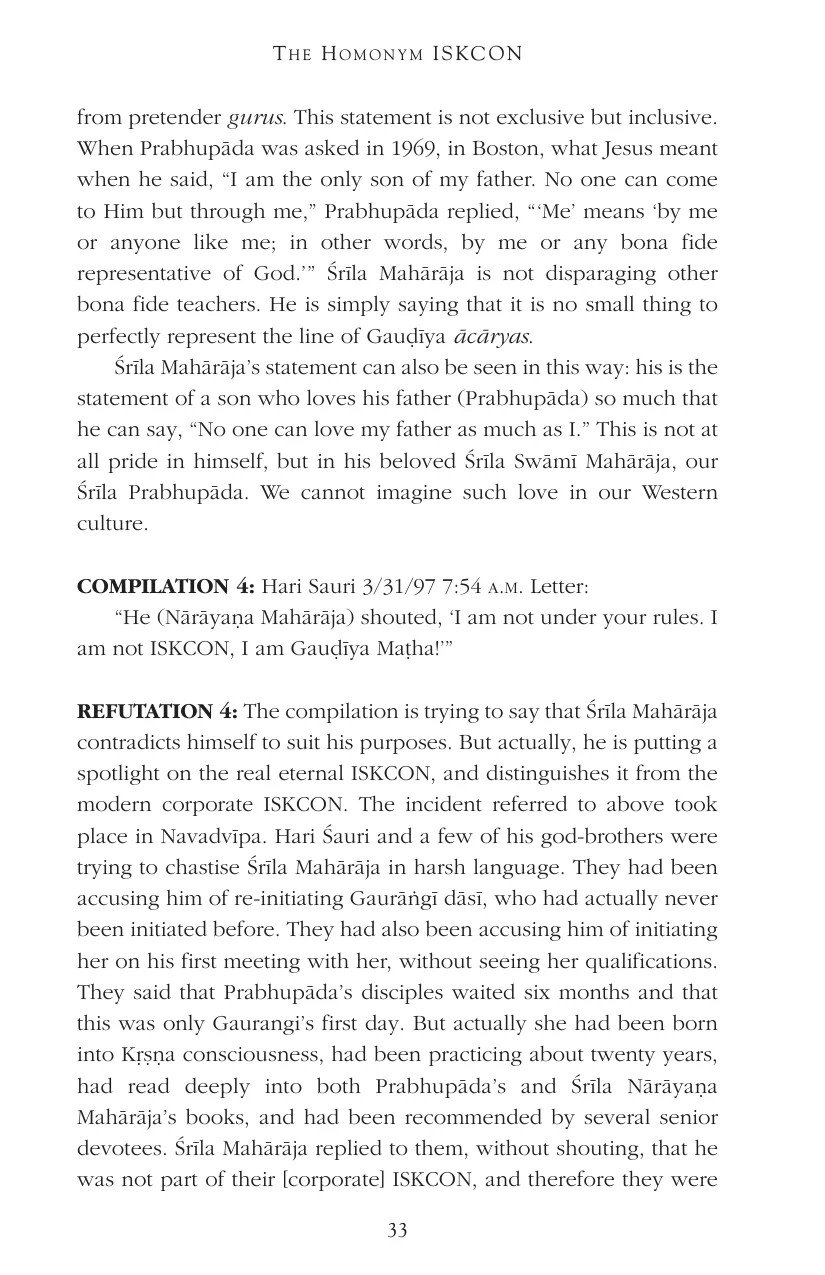 THE HOMONYM ISKCON
from pretender gurus. This statement is not exclusive but inclusive.
When Prabhupāda was asked in 1969, in Boston, what Jesus meant
when he said, “I am the only son of my father. No one can come
to Him but through me,” Prabhupāda replied, “‘Me’ means ‘by me
or anyone like me; in other words, by me or any bona fide
representative of God.’” Śrīla Mahārāja is not disparaging other
bona fide teachers. He is simply saying that it is no small thing to
perfectly represent the line of Gauḍīya ācāryas.
Śrīla Mahārāja’s statement can also be seen in this way: his is the
statement of a son who loves his father (Prabhupāda) so much that
he can say, “No one can love my father as much as I.” This is not at
all pride in himself, but in his beloved Śrīla Swāmī Mahārāja, our
Śrīla Prabhupāda. We cannot imagine such love in our Western
culture.
COMPILATION 4: Hari Sauri 3/31/97 7:54 A.M. Letter:
“He (Nārāyaṇa Mahārāja) shouted, ‘I am not under your rules. I
am not ISKCON, I am Gauḍīya Maṭha!’”
REFUTATION 4: The compilation is trying to say that Śrīla Mahārāja
contradicts himself to suit his purposes. But actually, he is putting a
spotlight on the real eternal ISKCON, and distinguishes it from the
modern corporate ISKCON. The incident referred to above took
place in Navadvīpa. Hari Śauri and a few of his god-brothers were
trying to chastise Śrīla Mahārāja in harsh language. They had been
accusing him of re-initiating Gaurāṅgī dāsī, who had actually never
been initiated before. They had also been accusing him of initiating
her on his first meeting with her, without seeing her qualifications.
They said that Prabhupāda’s disciples waited six months and that
this was only Gaurangi’s first day. But actually she had been born
into Kṛṣṇa consciousness, had been practicing about twenty years,
had read deeply into both Prabhupāda’s and Śrīla Nārāyaṇa
Mahārāja’s books, and had been recommended by several senior
devotees. Śrīla Mahārāja replied to them, without shouting, that he
was not part of their [corporate] ISKCON, and therefore they were
33